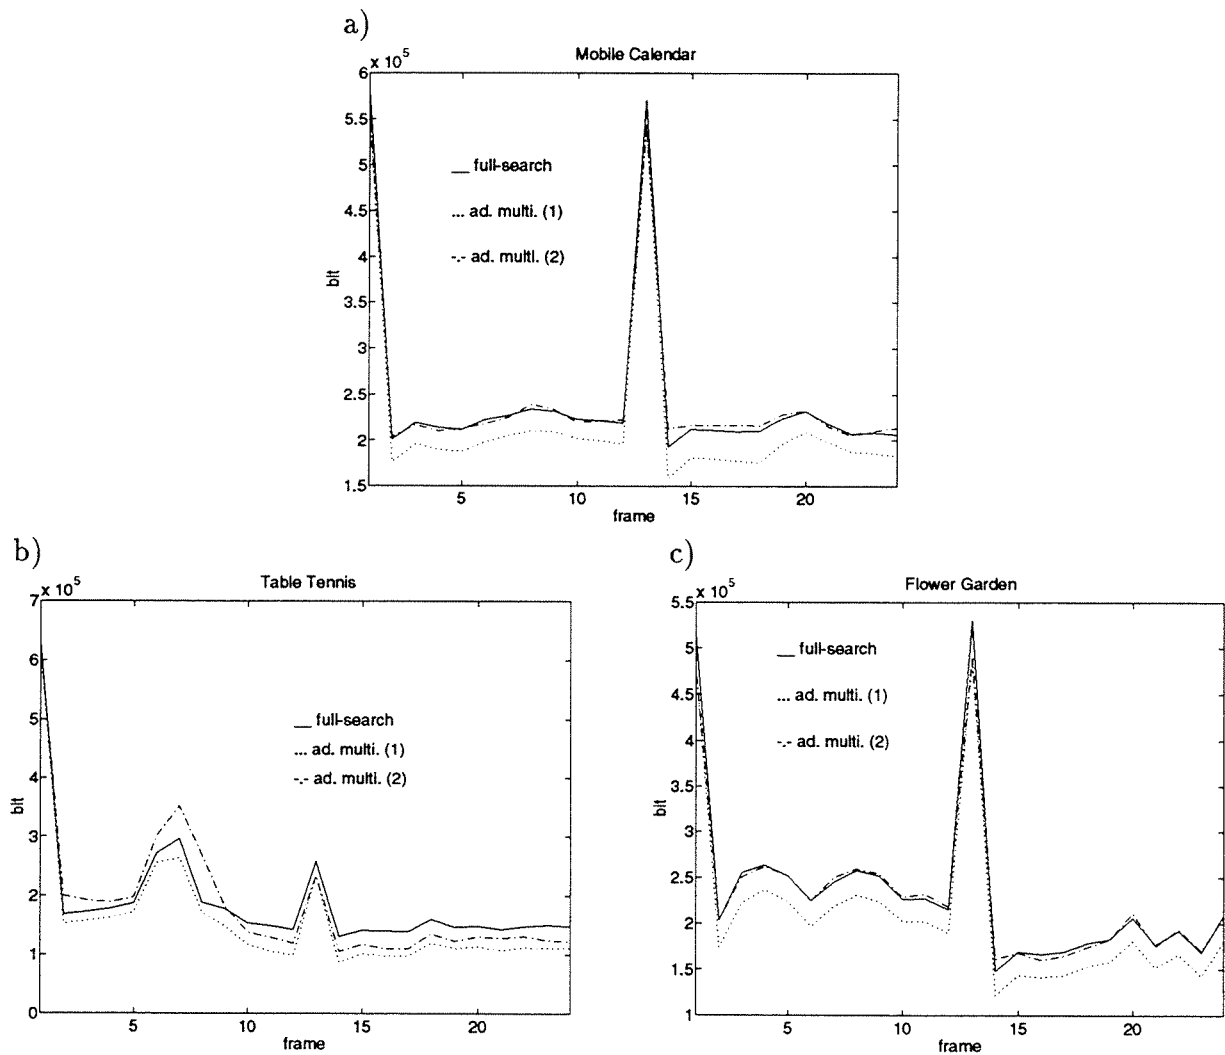 a)
Mobile Calendar
x 10^5
6
5.5
5
4.5
4
3.5
3
2.5
2
1.5
bit
__ full-search
... ad. multi. (1)
-.- ad. multi. (2)
5 10 15 20
frame
b)
Table Tennis
x 10^5
7
6
5
4
3
2
1
0
bit
__ full-search
... ad. multi. (1)
-.- ad. multi. (2)
5 10 15 20
frame
c)
Flower Garden
x 10^5
5.5
5
4.5
4
3.5
3
2.5
2
1.5
1
bit
__ full-search
... ad. multi. (1)
-.- ad. multi. (2)
5 10 15 20
frame